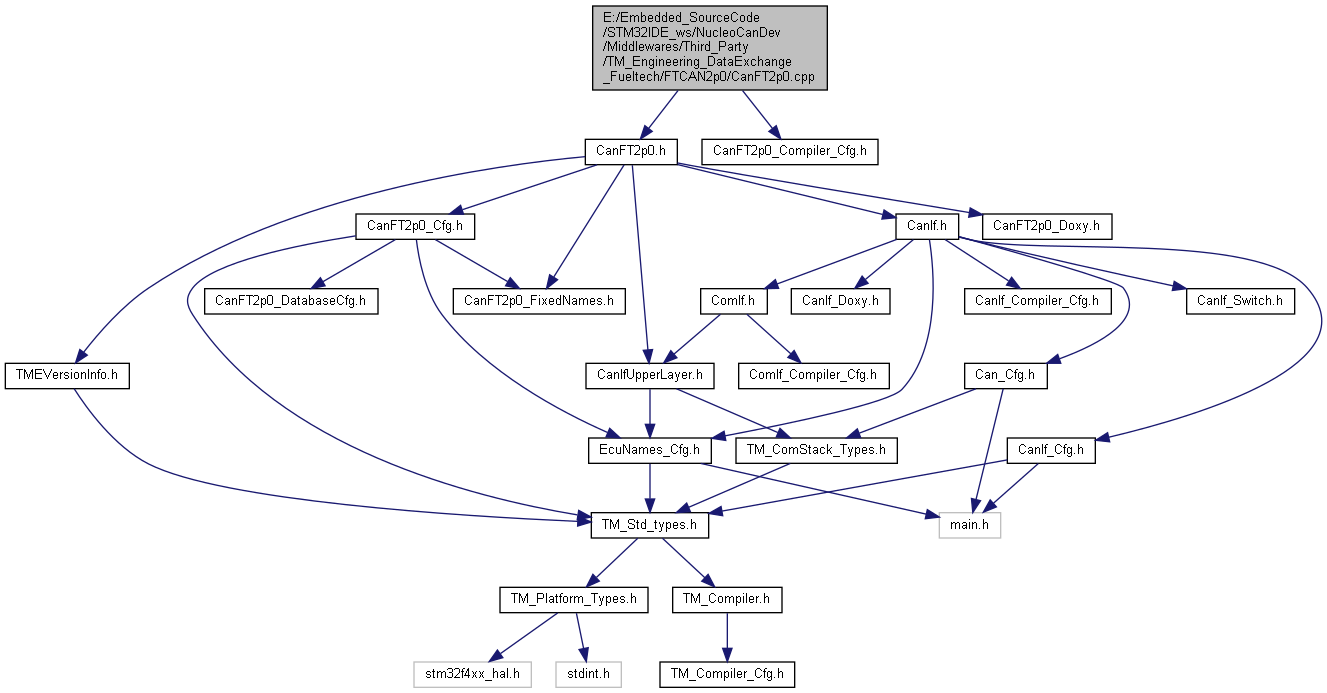 E:/Embedded_SourceCode
/STM32IDE_ws/NucleoCanDev
/Middlewares/Third_Party
/TM_Engineering_DataExchange
_Fueltech/FTCAN2p0/CanFT2p0.cpp
CanFT2p0.h
CanFT2p0_Compiler_Cfg.h
CanFT2p0_Cfg.h
CanIf.h
CanFT2p0_Doxy.h
CanFT2p0_DatabaseCfg.h
CanFT2p0_FixedNames.h
ComIf.h
CanIf_Doxy.h
CanIf_Compiler_Cfg.h
CanIf_Switch.h
TMEVersionInfo.h
CanIfUpperLayer.h
ComIf_Compiler_Cfg.h
Can_Cfg.h
EcuNames_Cfg.h
TM_ComStack_Types.h
CanIf_Cfg.h
TM_Std_types.h
main.h
TM_Platform_Types.h
TM_Compiler.h
stm32f4xx_hal.h
stdint.h
TM_Compiler_Cfg.h